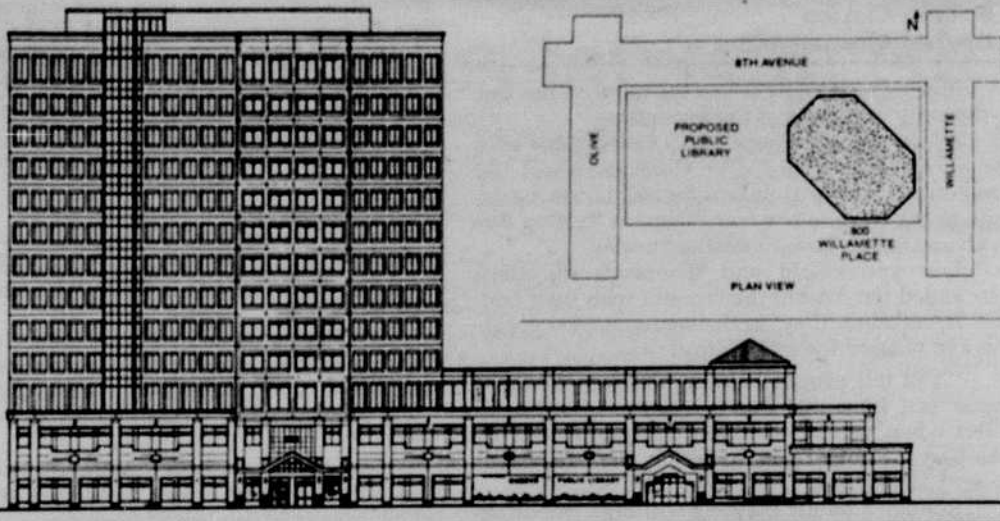 N
8TH AVENUE
OLIVE
PROPOSED
PUBLIC
LIBRARY
WILLAMETTE
800
WILLAMETTE
PLACE
PLAN VIEW
PUBLIC LIBRARY